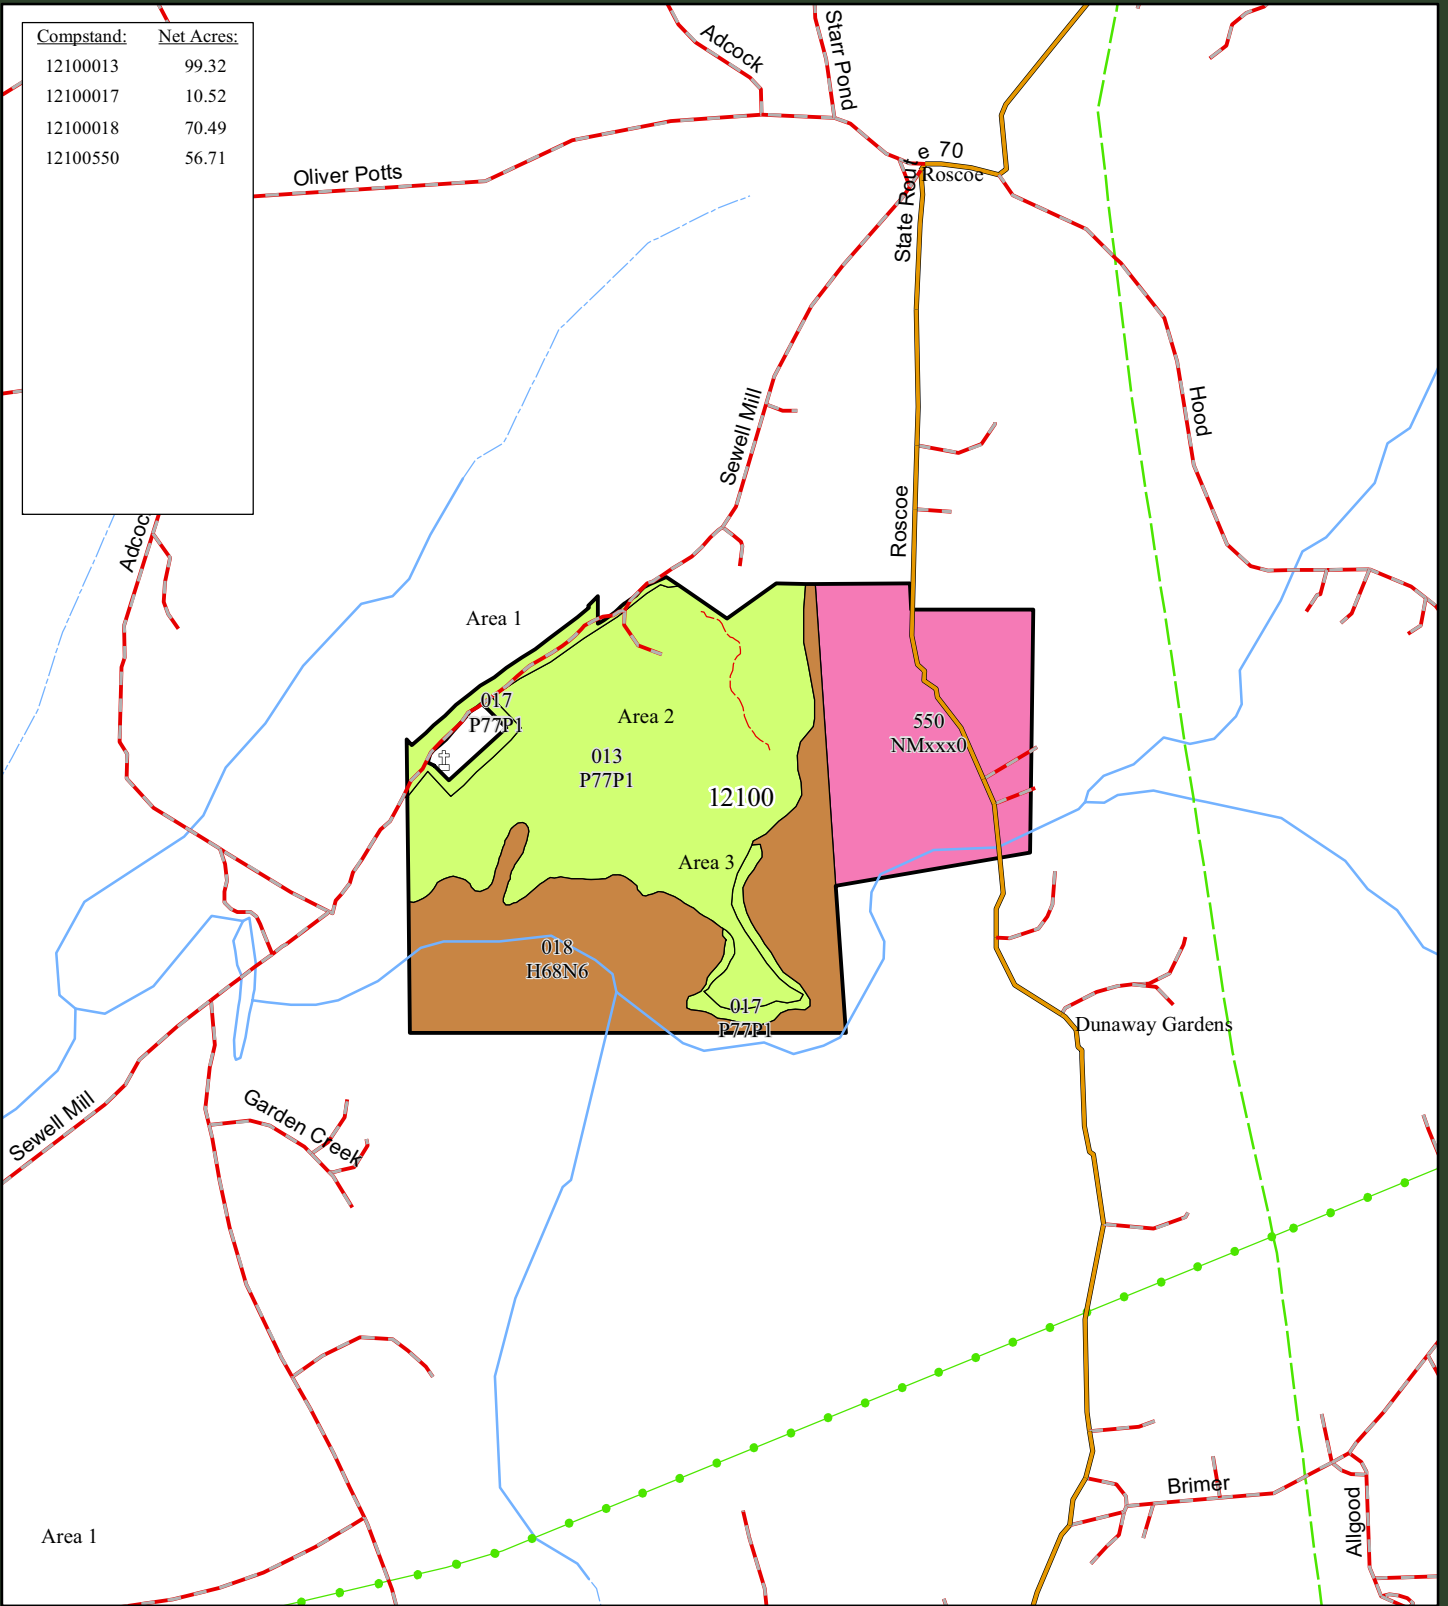 Compstand: Net Acres:
12100013 99.32
12100017 10.52
12100018 70.49
12100550 56.71
Adcock
Starr Pond
State Route 70
Roscoe
Oliver Potts
Sewell Mill
Hood
Roscoe
Adcoc
Area 1
017
P77P1
Area 2
013
P77P1
12100
550
NMxxx0
Area 3
018
H68N6
017
P77P1
Dunaway Gardens
Sewell Mill
Garden Creek
Brimer
Allgood
Area 1